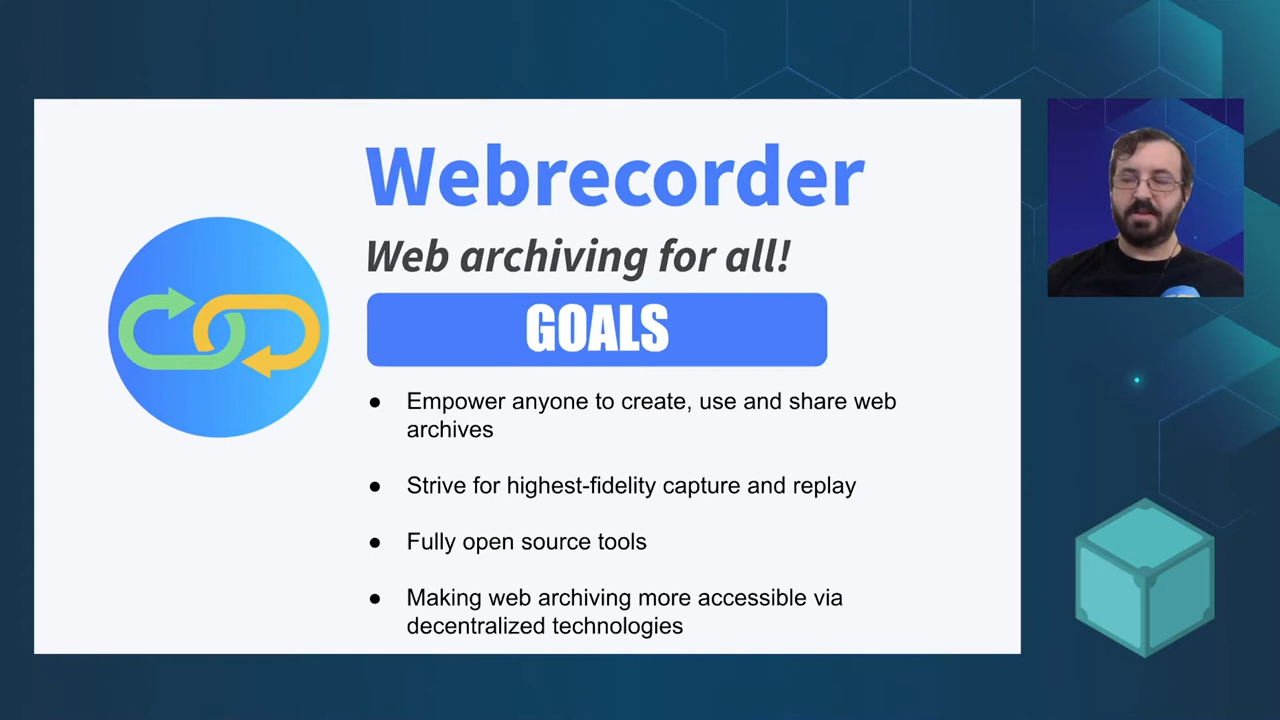 Webrecorder
Web archiving for all!
GOALS
● Empower anyone to create, use and share web
archives
● Strive for highest-fidelity capture and replay
● Fully open source tools
● Making web archiving more accessible via
decentralized technologies